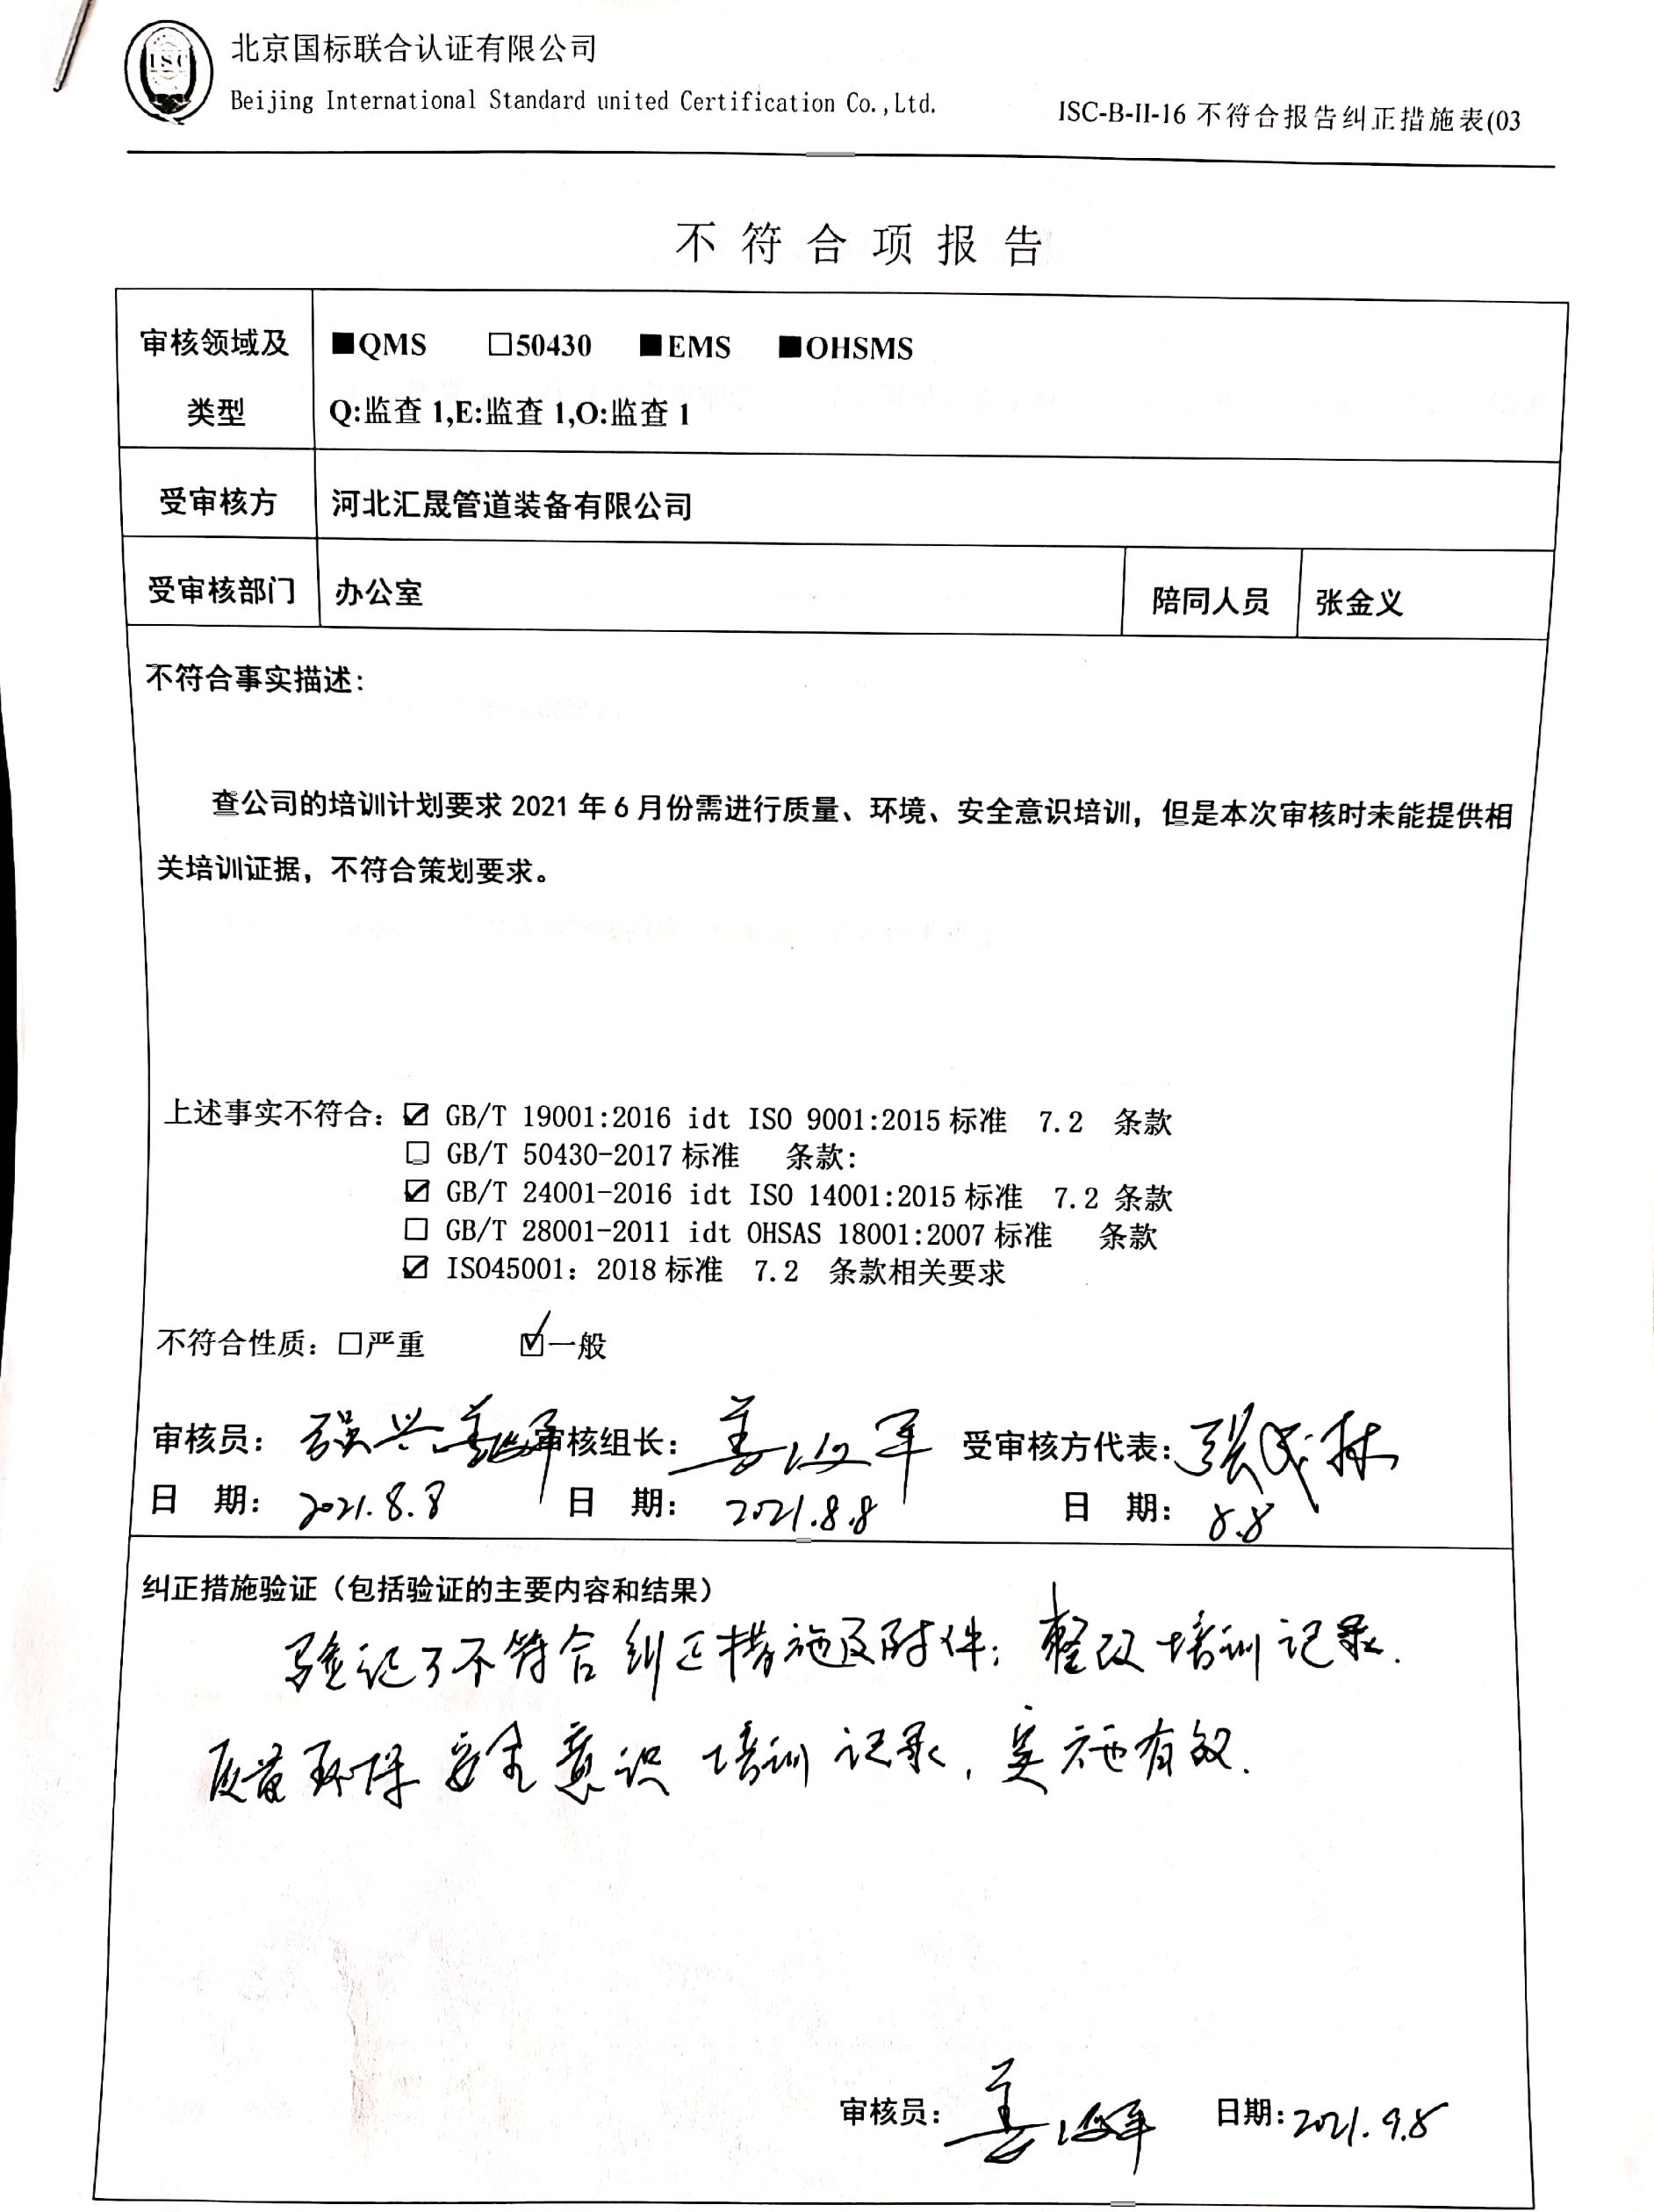 ISC
北京国标联合认证有限公司
Beijing International Standard united Certification Co.,Ltd.
ISC-B-II-16 不符合报告纠正措施表(03
不符合项报告
审核领域及类型
■QMS □50430 ■EMS ■OHSMS
Q:监查 1,E:监查 1,O:监查 1
受审核方 河北汇晟管道装备有限公司
受审核部门 办公室 陪同人员 张金义
不符合事实描述：
查公司的培训计划要求 2021 年 6 月份需进行质量、环境、安全意识培训，但是本次审核时未能提供相
关培训证据，不符合策划要求。
上述事实不符合：☑ GB/T 19001:2016 idt ISO 9001:2015 标准 7.2 条款
□ GB/T 50430-2017 标准 条款：
☑ GB/T 24001-2016 idt ISO 14001:2015 标准 7.2 条款
□ GB/T 28001-2011 idt OHSAS 18001:2007 标准 条款
☑ ISO45001：2018 标准 7.2 条款相关要求
不符合性质：□严重 ☑一般
审核员： 审核组长： 姜海军 受审核方代表：
日 期： 2021.8.8 日 期： 2021.8.8 日 期： 8.8
纠正措施验证（包括验证的主要内容和结果）
验证了不符合纠正措施及附件：整改培训记录.
质量环保安全意识培训记录，实施有效.
审核员： 姜海军 日期：2021.9.8